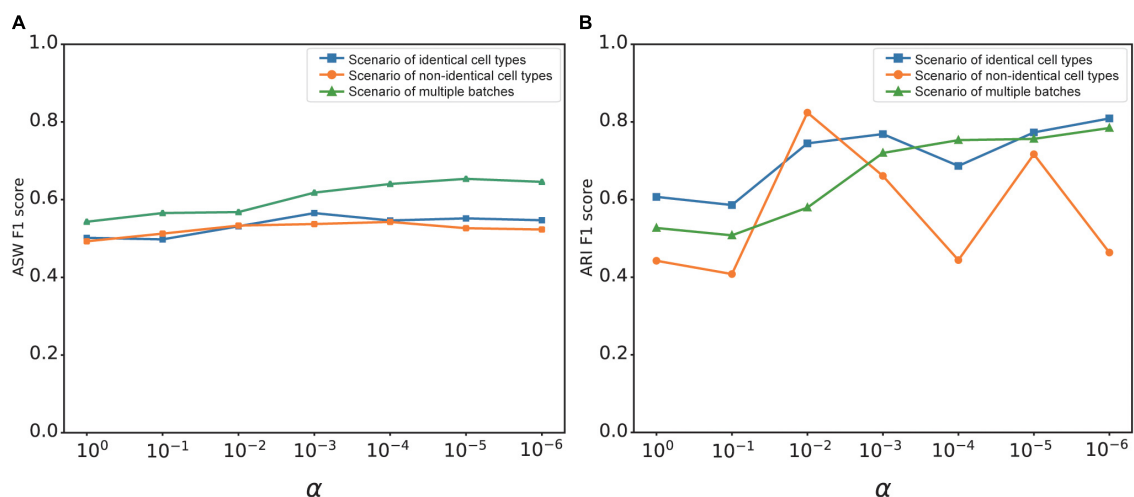 A
ASW F1 score
1.0
0.8
0.6
0.4
0.2
0.0
Scenario of identical cell types
Scenario of non-identical cell types
Scenario of multiple batches
10⁰ 10⁻¹ 10⁻² 10⁻³ 10⁻⁴ 10⁻⁵ 10⁻⁶
α
B
ARI F1 score
1.0
0.8
0.6
0.4
0.2
0.0
Scenario of identical cell types
Scenario of non-identical cell types
Scenario of multiple batches
10⁰ 10⁻¹ 10⁻² 10⁻³ 10⁻⁴ 10⁻⁵ 10⁻⁶
α